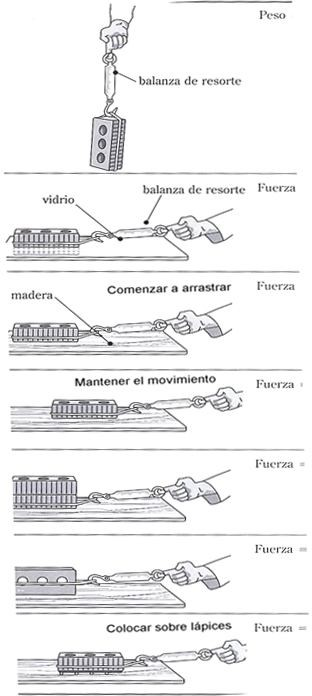 Peso
balanza de resorte
balanza de resorte
Fuerza
vidrio
Comenzar a arrastrar
Fuerza
madera
Mantener el movimiento
Fuerza
Fuerza =
Fuerza =
Colocar sobre lápices
Fuerza =